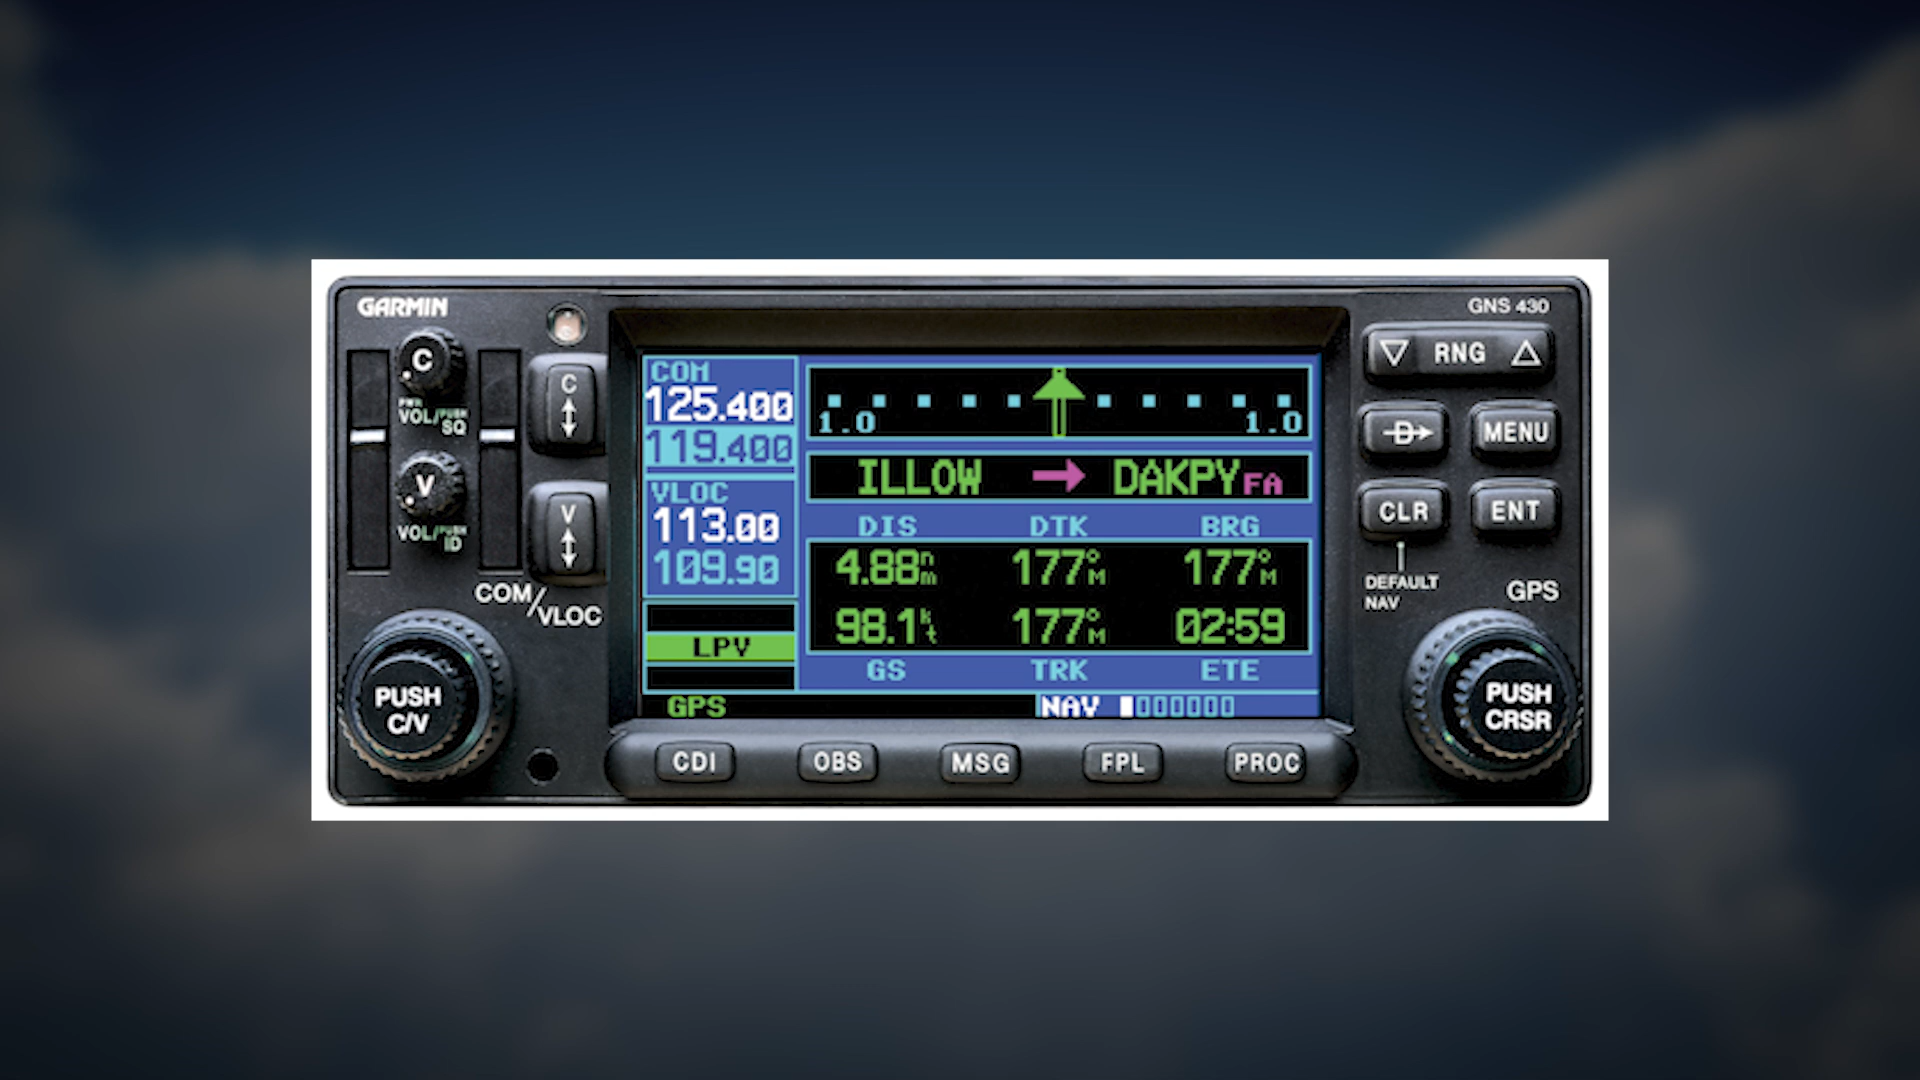 GARMIN
GNS 430
C
PWR
VOL/PUSH SQ
V
VOL/PUSH ID
C
V
COM/VLOC
PUSH
C/V
COM
125.400
119.400
VLOC
113.00
109.90
LPV
GPS
1.0 1.0
ILLOW DAKPY FA
DIS DTK BRG
4.88nm 177°M 177°M
98.1kt 177°M 02:59
GS TRK ETE
NAV
RNG
D MENU
CLR ENT
DEFAULT
NAV
GPS
PUSH
CRSR
CDI OBS MSG FPL PROC